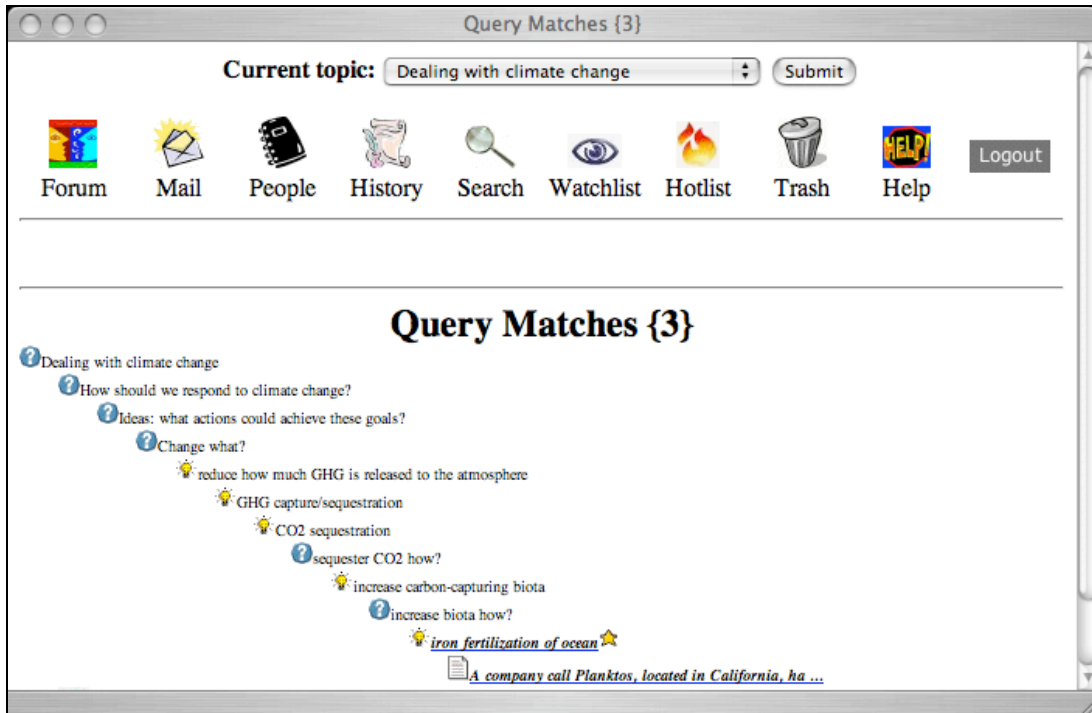 Query Matches {3}
Current topic: Dealing with climate change Submit
Forum Mail People History Search Watchlist Hotlist Trash HELP! Help Logout
Query Matches {3}
?Dealing with climate change
?How should we respond to climate change?
?Ideas: what actions could achieve these goals?
?Change what?
reduce how much GHG is released to the atmosphere
GHG capture/sequestration
CO2 sequestration
?sequester CO2 how?
increase carbon-capturing biota
?increase biota how?
iron fertilization of ocean
A company call Planktos, located in California, ha ...